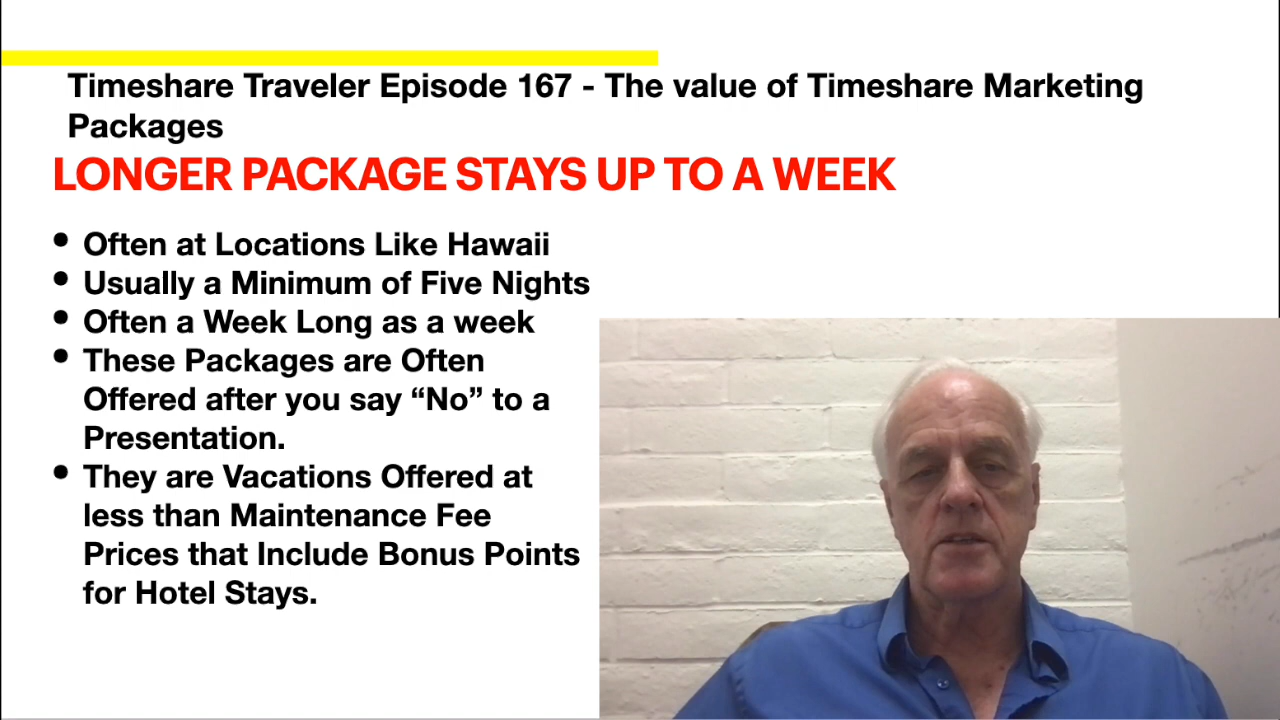 Timeshare Traveler Episode 167 - The value of Timeshare Marketing
Packages
LONGER PACKAGE STAYS UP TO A WEEK
• Often at Locations Like Hawaii
• Usually a Minimum of Five Nights
• Often a Week Long as a week
• These Packages are Often
Offered after you say “No” to a
Presentation.
• They are Vacations Offered at
less than Maintenance Fee
Prices that Include Bonus Points
for Hotel Stays.